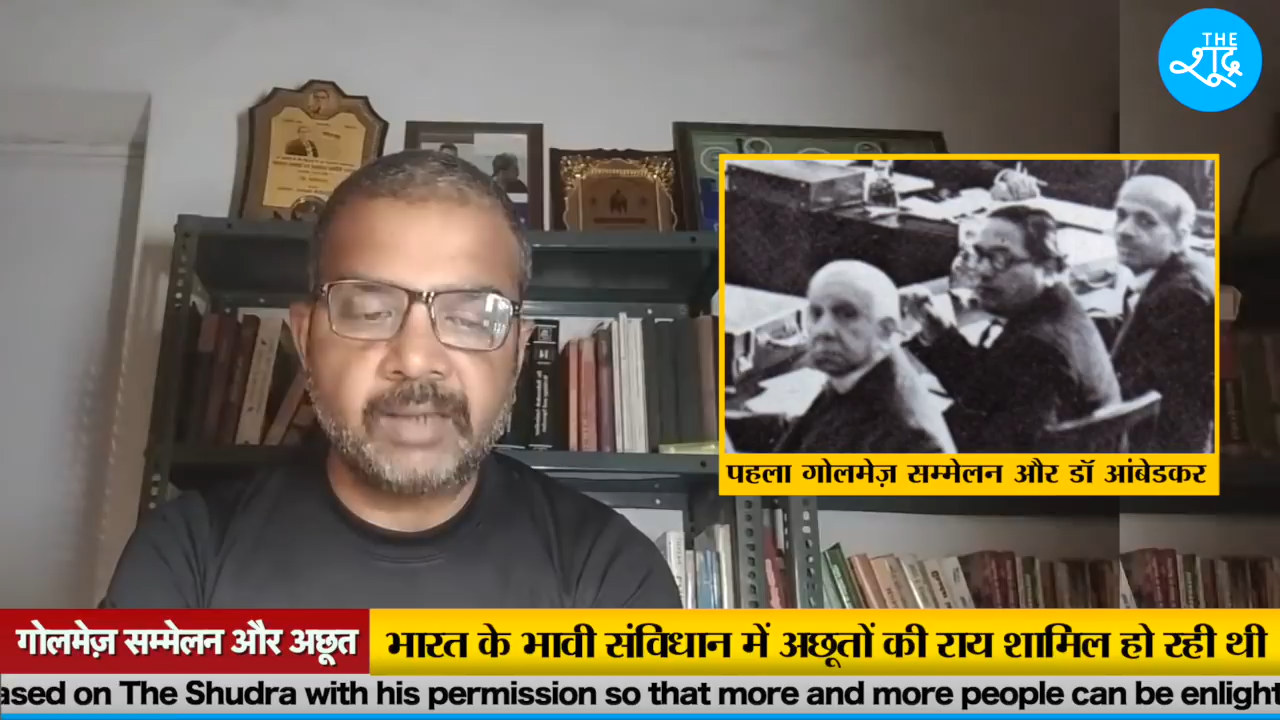 THE
शूद्र
पहला गोलमेज़ सम्मेलन और डॉ आंबेडकर
गोलमेज़ सम्मेलन और अछूत
भारत के भावी संविधान में अछूतों की राय शामिल हो रही थी
ased on The Shudra with his permission so that more and more people can be enlight